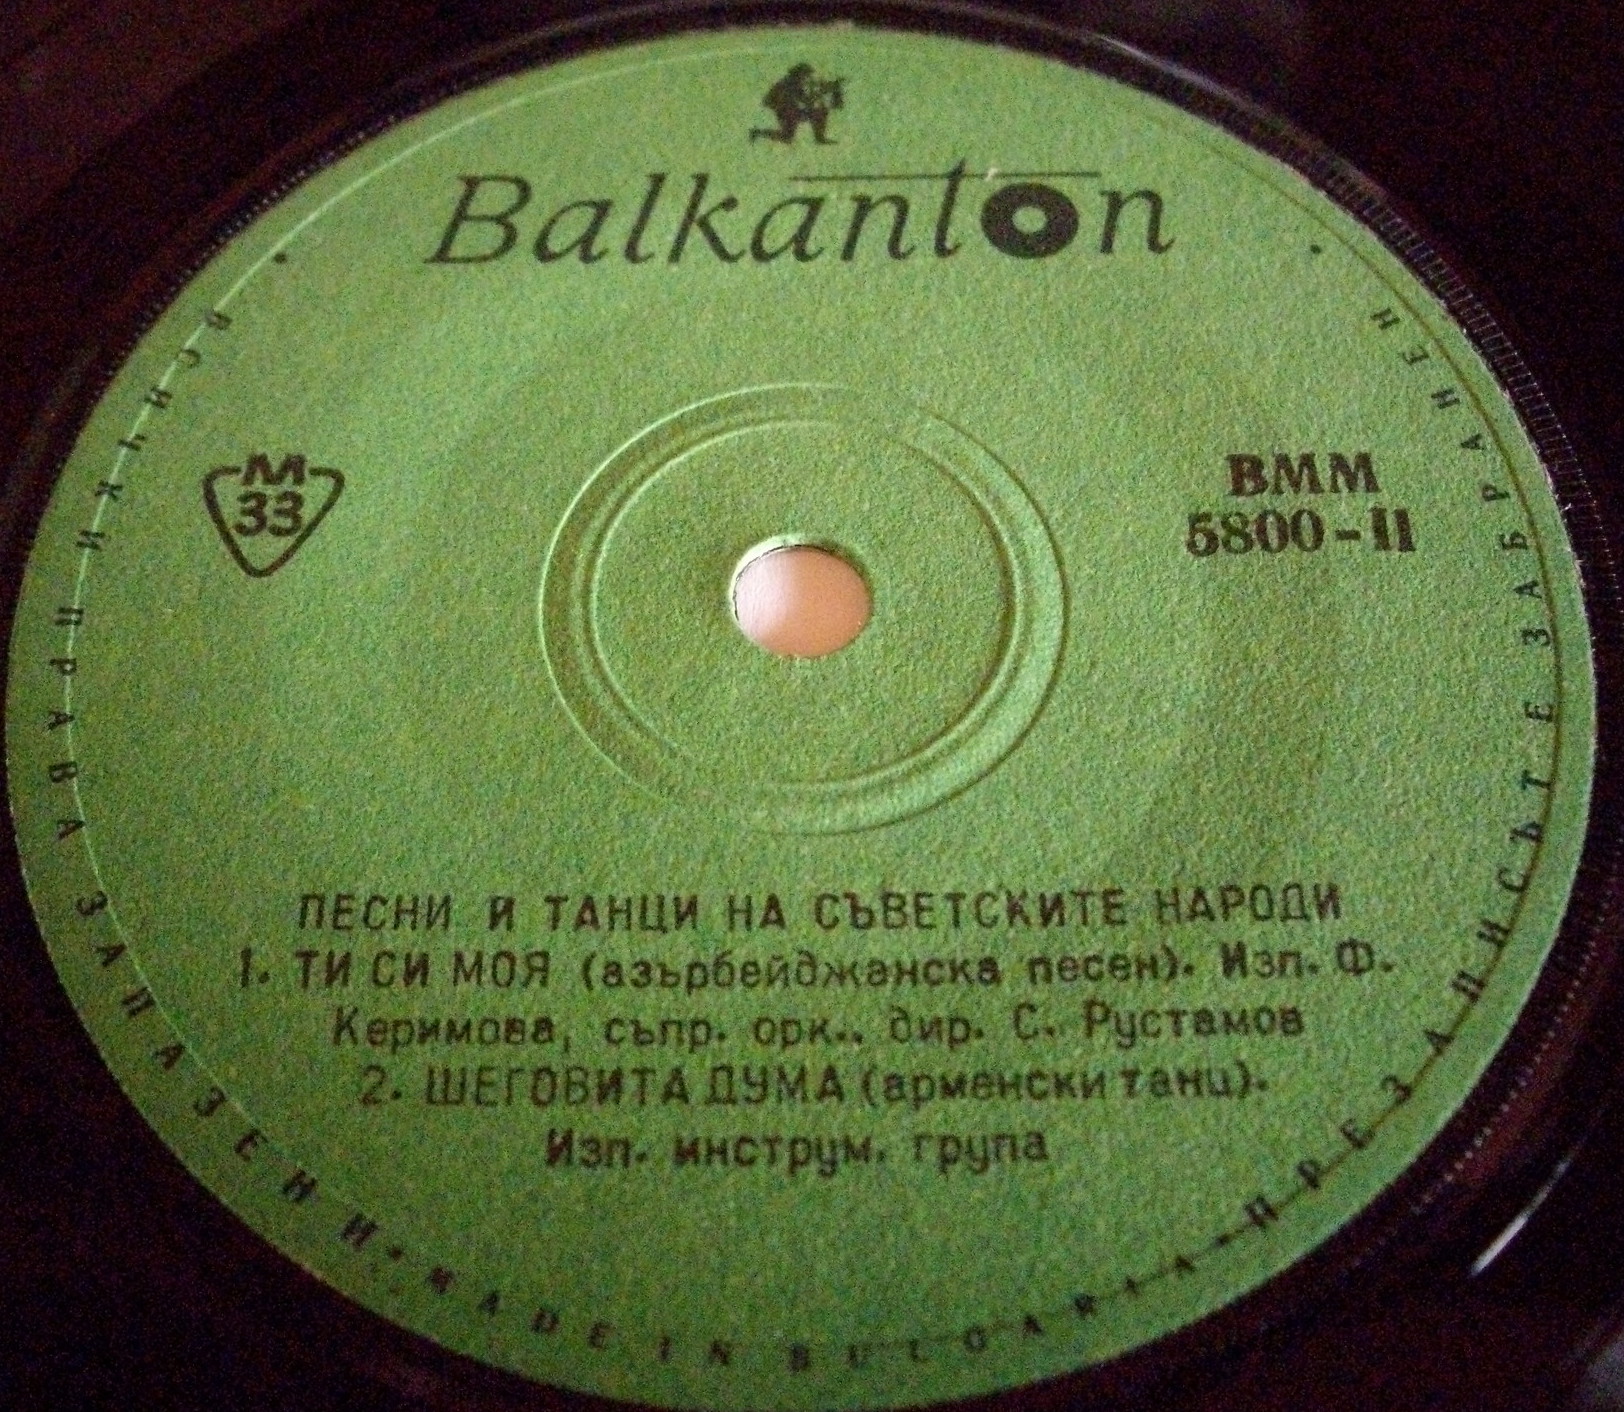 Balkanton
М
33
ВММ
5800-II
ПЕСНИ И ТАНЦИ НА СЪВЕТСКИТЕ НАРОДИ
1. ТИ СИ МОЯ (азърбейджанска песен). Изп. Ф.
Керимова, съпр. орк., дир. С. Рустамов
2. ШЕГОВИТА ДУМА (арменски танц).
Изп. инструм. група
• ВСИЧКИ ПРАВА ЗАПАЗЕНИ • MADE IN BULGARIA • ПРЕЗАПИСЪТ Е ЗАБРАНЕН •